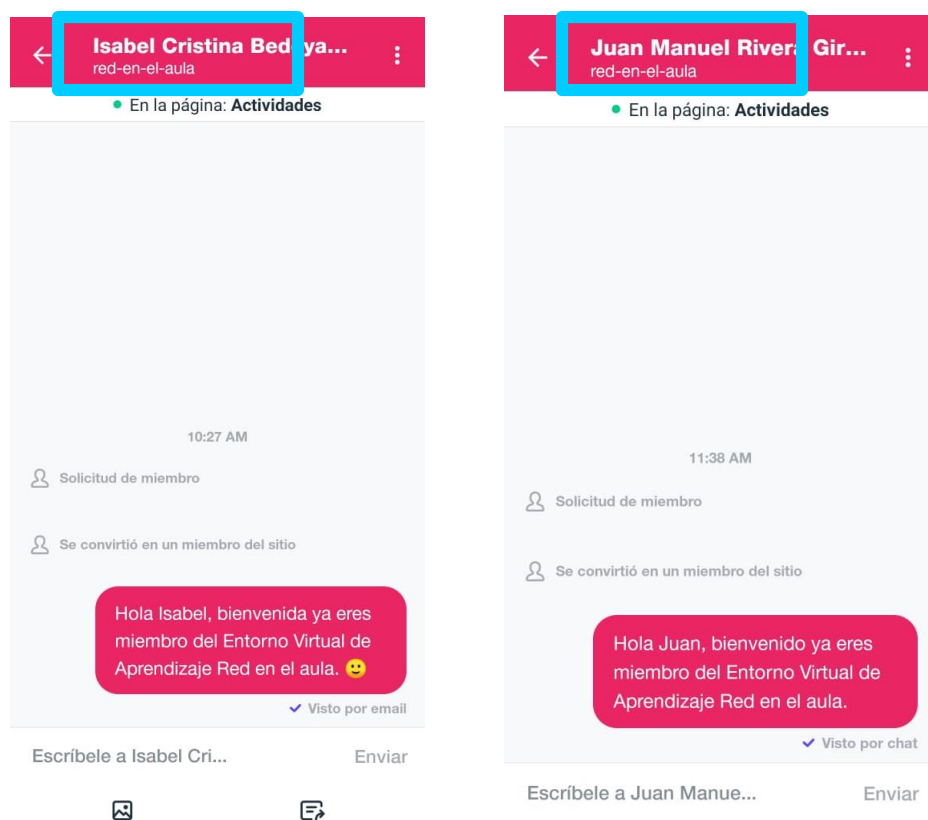 Isabel Cristina Bedoya...
red-en-el-aula
En la página: Actividades
10:27 AM
Solicitud de miembro
Se convirtió en un miembro del sitio
Hola Isabel, bienvenida ya eres
miembro del Entorno Virtual de
Aprendizaje Red en el aula. 🙂
Visto por email
Escríbele a Isabel Cri...
Enviar
Juan Manuel Rivera Gir...
red-en-el-aula
En la página: Actividades
11:38 AM
Solicitud de miembro
Se convirtió en un miembro del sitio
Hola Juan, bienvenido ya eres
miembro del Entorno Virtual de
Aprendizaje Red en el aula.
Visto por chat
Escríbele a Juan Manue...
Enviar